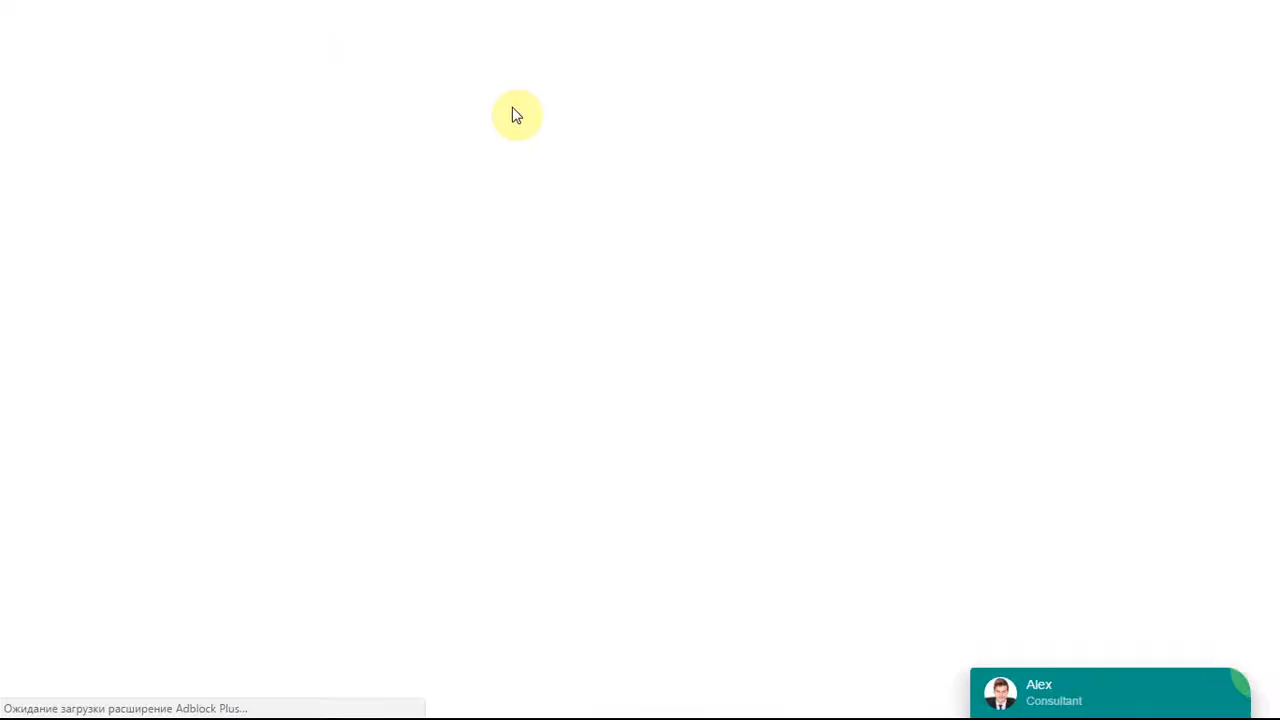 Alex
Consultant
Ожидание загрузки расширение Adblock Plus...